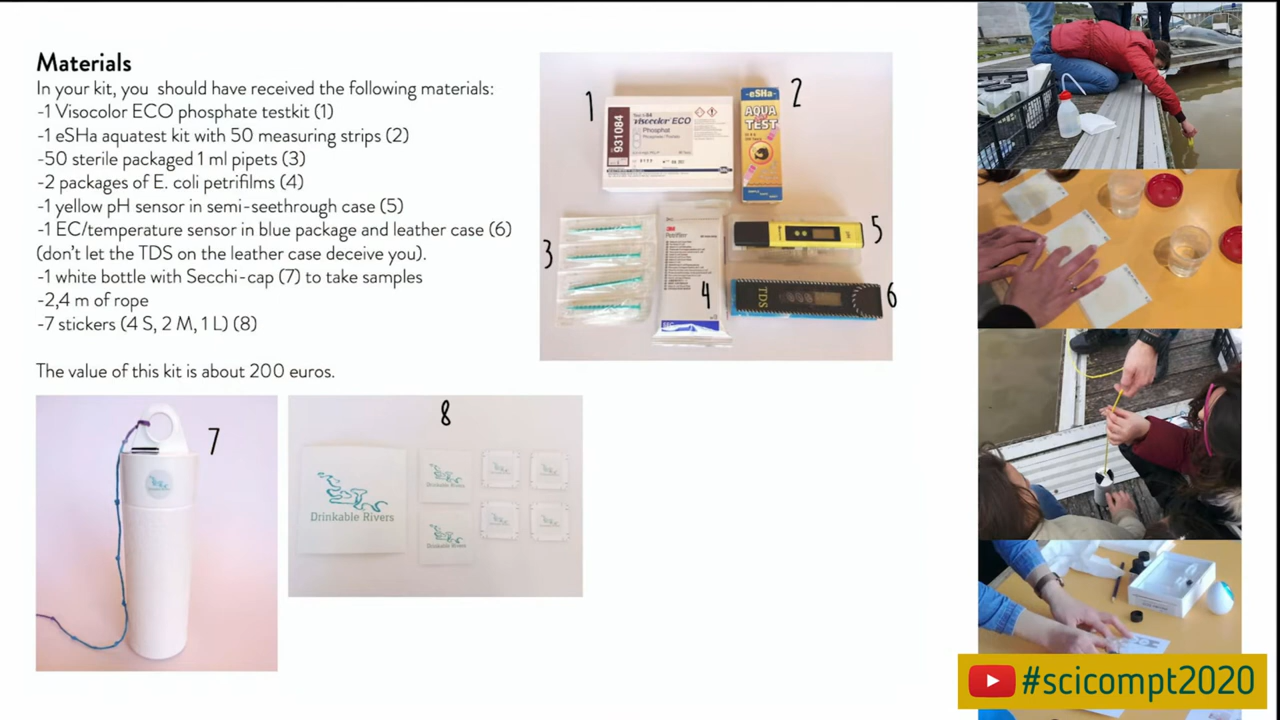 Materials
In your kit, you should have received the following materials:
-1 Visocolor ECO phosphate testkit (1)
-1 eSHa aquatest kit with 50 measuring strips (2)
-50 sterile packaged 1 ml pipets (3)
-2 packages of E. coli petrifilms (4)
-1 yellow pH sensor in semi-seethrough case (5)
-1 EC/temperature sensor in blue package and leather case (6)
(don't let the TDS on the leather case deceive you).
-1 white bottle with Secchi-cap (7) to take samples
-2,4 m of rope
-7 stickers (4 S, 2 M, 1 L) (8)
The value of this kit is about 200 euros.
1
visocolor ECO
Phosphat
931084
2
eSHa
AQUA
TEST
3
3M
Petrifilm
4
5
TDS
6
7
8
Drinkable Rivers
Drinkable Rivers
Drinkable Rivers
#scicompt2020